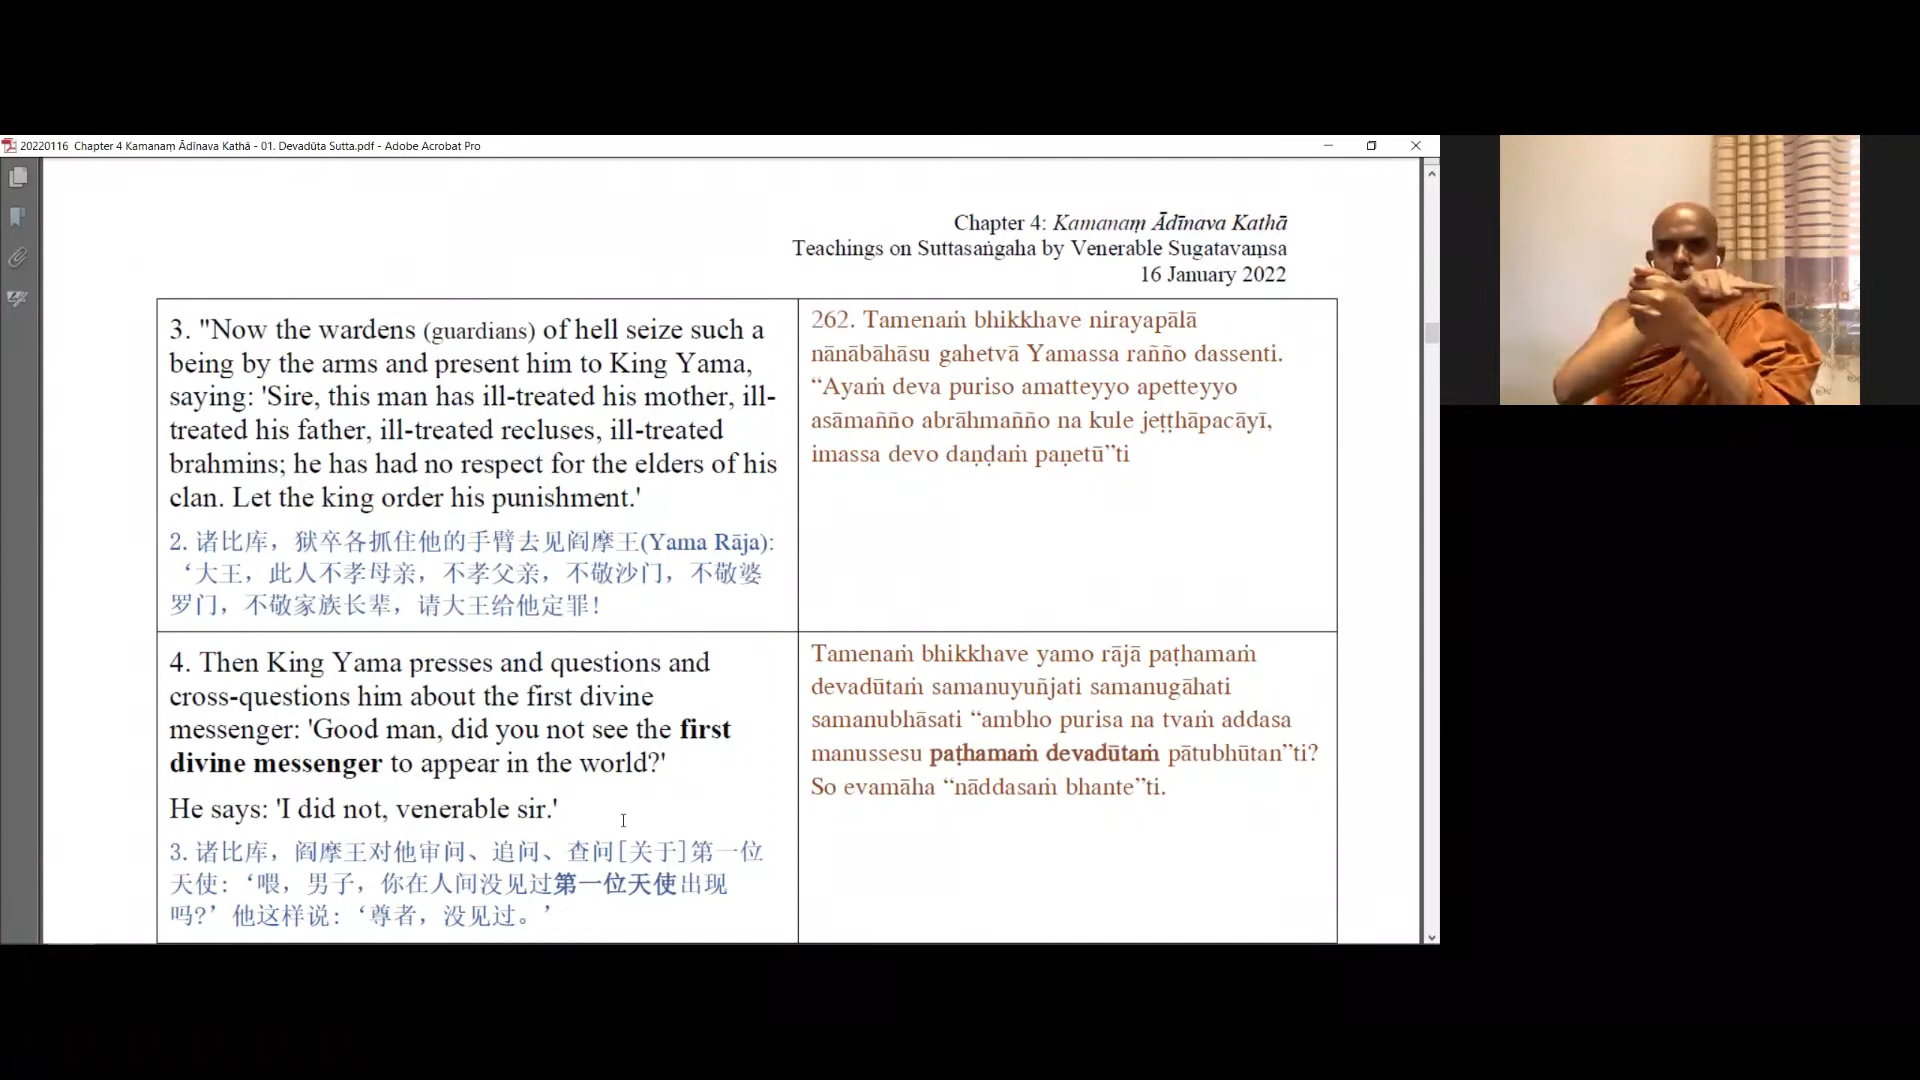 20220116 Chapter 4 Kamanaṃ Ādīnava Kathā - 01. Devadūta Sutta.pdf - Adobe Acrobat Pro
Chapter 4: Kamanaṃ Ādīnava Kathā
Teachings on Suttasaṅgaha by Venerable Sugatavaṃsa
16 January 2022
3. "Now the wardens (guardians) of hell seize such a
being by the arms and present him to King Yama,
saying: 'Sire, this man has ill-treated his mother, ill-
treated his father, ill-treated recluses, ill-treated
brahmins; he has had no respect for the elders of his
clan. Let the king order his punishment.'
2. 诸比库，狱卒各抓住他的手臂去见阎摩王(Yama Rāja):
‘大王，此人不孝母亲，不孝父亲，不敬沙门，不敬婆
罗门，不敬家族长辈，请大王给他定罪!
262. Tamenaṁ bhikkhave nirayapālā
nānābāhāsu gahetvā Yamassa rañño dassenti.
“Ayaṁ deva puriso amatteyyo apetteyyo
asāmañño abrāhmañño na kule jeṭṭhāpacāyī,
imassa devo daṇḍaṁ paṇetū”ti
4. Then King Yama presses and questions and
cross-questions him about the first divine
messenger: 'Good man, did you not see the first
divine messenger to appear in the world?'
He says: 'I did not, venerable sir.'
3. 诸比库，阎摩王对他审问、追问、查问[关于]第一位
天使: ‘喂，男子，你在人间没见过第一位天使出现
吗?’ 他这样说: ‘尊者，没见过。’
Tamenaṁ bhikkhave yamo rājā paṭhamaṁ
devadūtaṁ samanuyuñjati samanugāhati
samanubhāsati “ambho purisa na tvaṁ addasa
manussesu paṭhamaṁ devadūtaṁ pātubhūtan”ti?
So evamāha “nāddasaṁ bhante”ti.